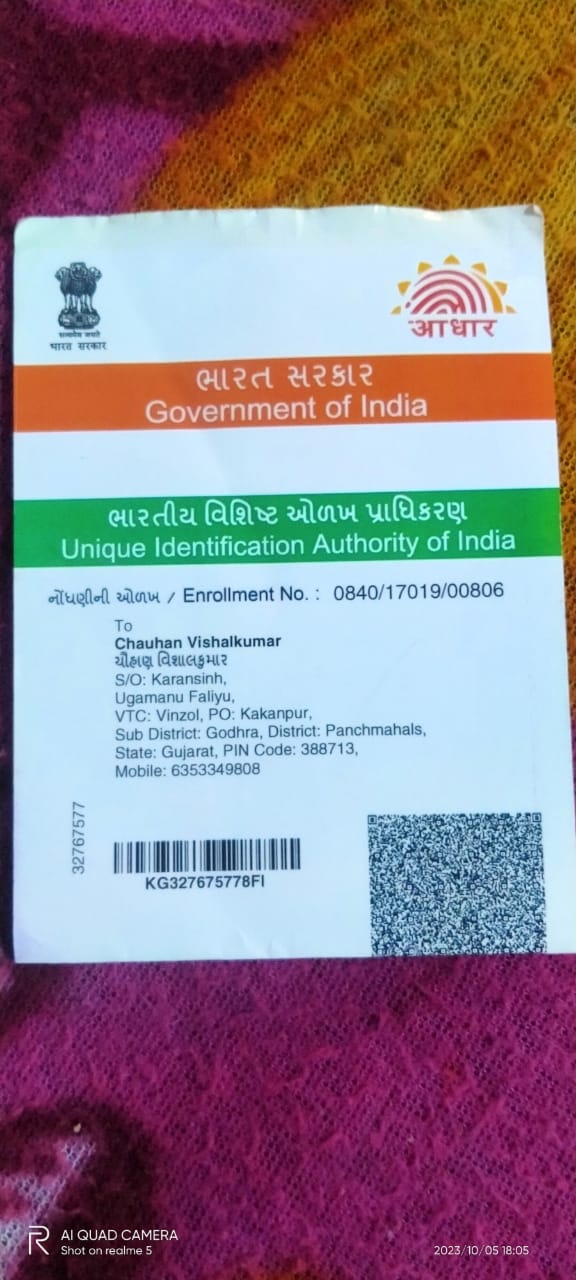 सत्यमेव जयते
भारत सरकार
आधार
ભારત સરકાર
Government of India
ભારતીય વિશિષ્ટ ઓળખ પ્રાધિકરણ
Unique Identification Authority of India
નોંધણીની ઓળખ / Enrollment No. : 0840/17019/00806
To
Chauhan Vishalkumar
ચૌહાણ વિશાલકુમાર
S/O: Karansinh,
Ugamanu Faliyu,
VTC: Vinzol, PO: Kakanpur,
Sub District: Godhra, District: Panchmahals,
State: Gujarat, PIN Code: 388713,
Mobile: 6353349808
32767577
KG327675778FI
AI QUAD CAMERA
Shot on realme 5
2023/10/05 18:05